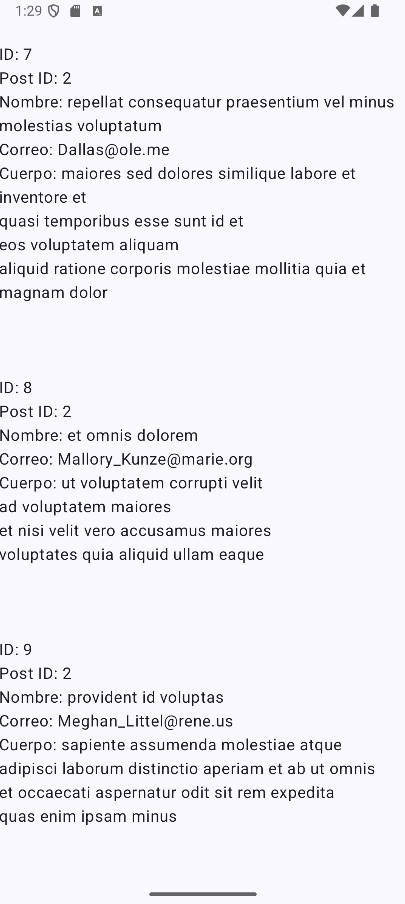 1:29
A
ID: 7
Post ID: 2
Nombre: repellat consequatur praesentium vel minus
molestias voluptatum
Correo: Dallas@ole.me
Cuerpo: maiores sed dolores similique labore et
inventore et
quasi temporibus esse sunt id et
eos voluptatem aliquam
aliquid ratione corporis molestiae mollitia quia et
magnam dolor
ID: 8
Post ID: 2
Nombre: et omnis dolorem
Correo: Mallory_Kunze@marie.org
Cuerpo: ut voluptatem corrupti velit
ad voluptatem maiores
et nisi velit vero accusamus maiores
voluptates quia aliquid ullam eaque
ID: 9
Post ID: 2
Nombre: provident id voluptas
Correo: Meghan_Littel@rene.us
Cuerpo: sapiente assumenda molestiae atque
adipisci laborum distinctio aperiam et ab ut omnis
et occaecati aspernatur odit sit rem expedita
quas enim ipsam minus